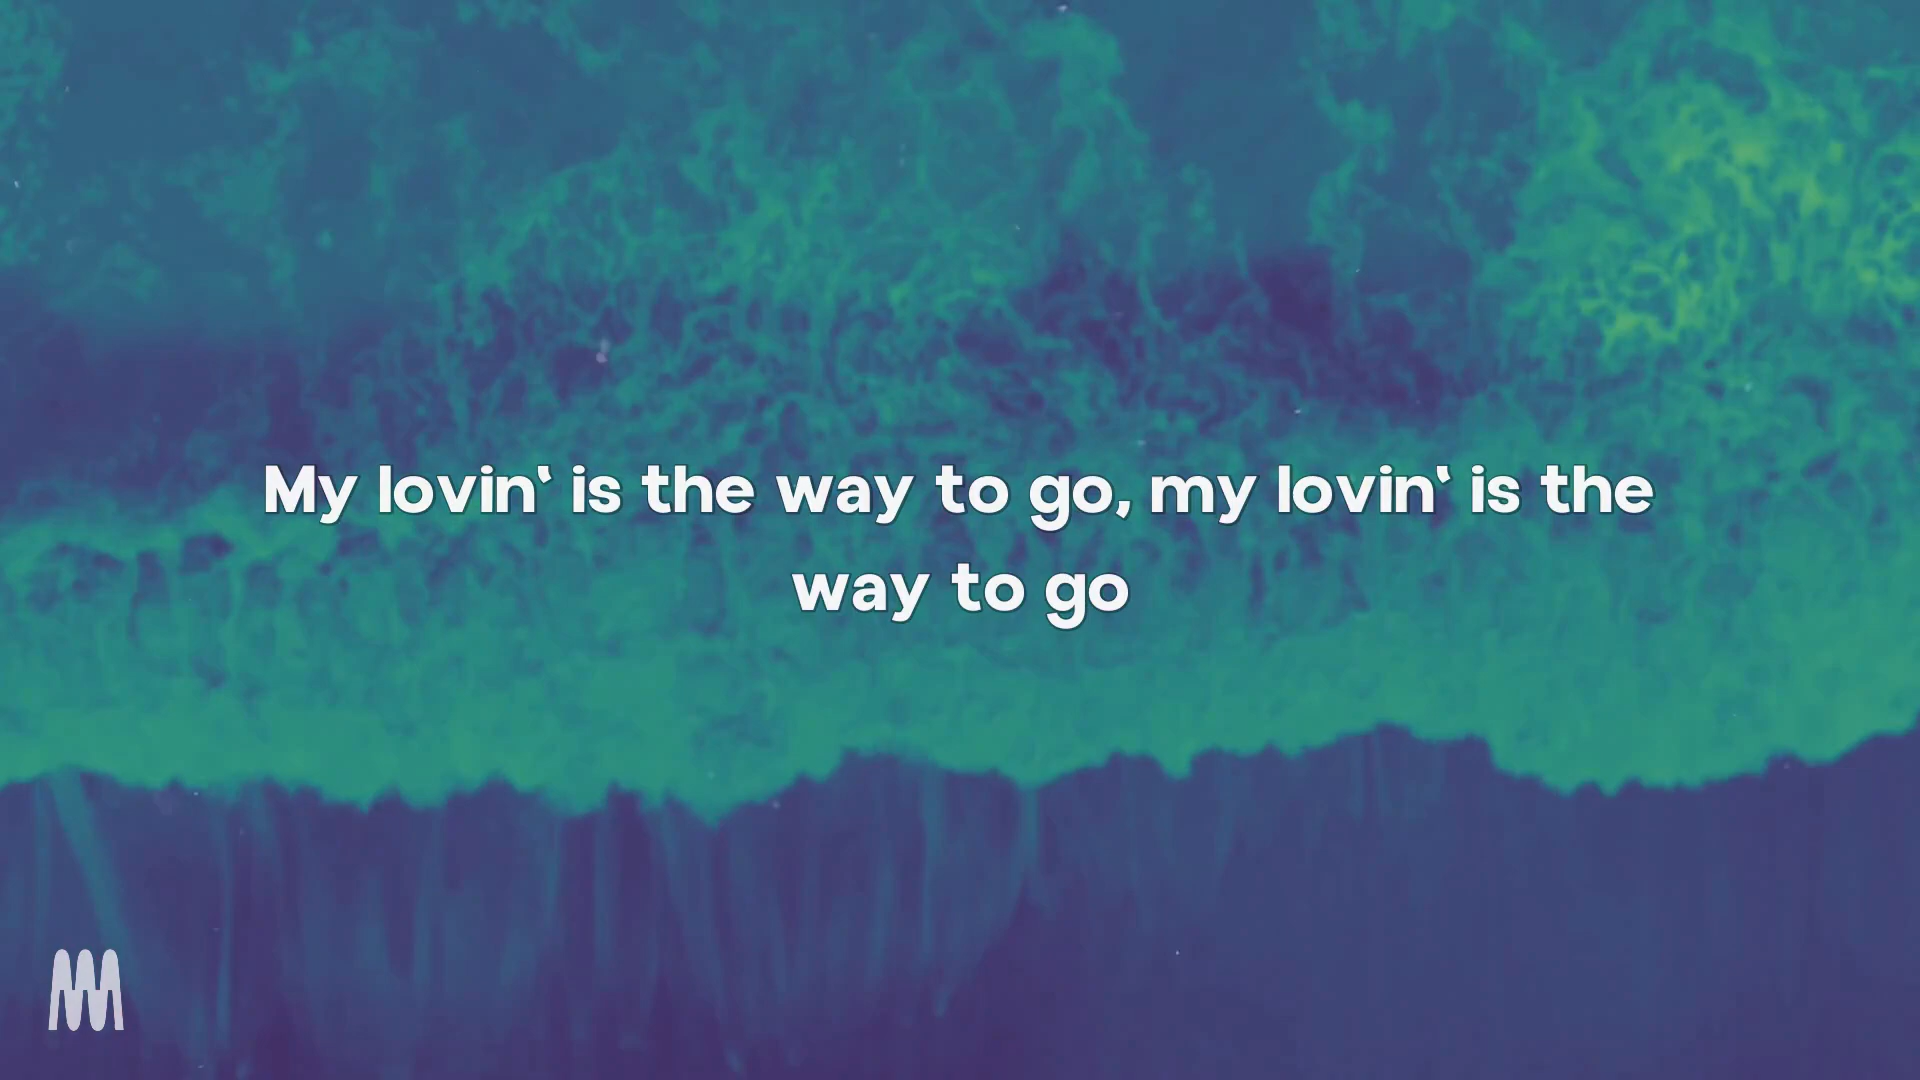 My lovin‘ is the way to go, my lovin‘ is the
way to go